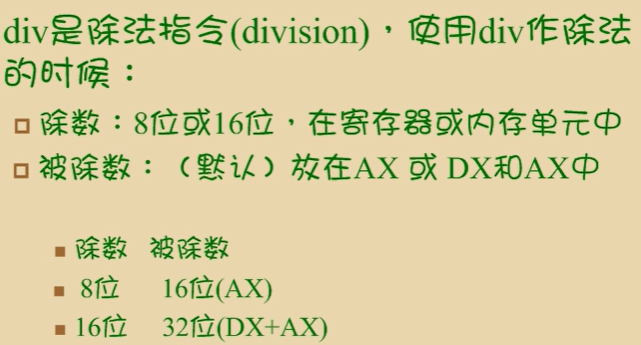 div是除法指令(division)，使用div作除法
的时候：
除数：8位或16位，在寄存器或内存单元中
被除数：（默认）放在AX 或 DX和AX中
除数 被除数
8位 16位(AX)
16位 32位(DX+AX)